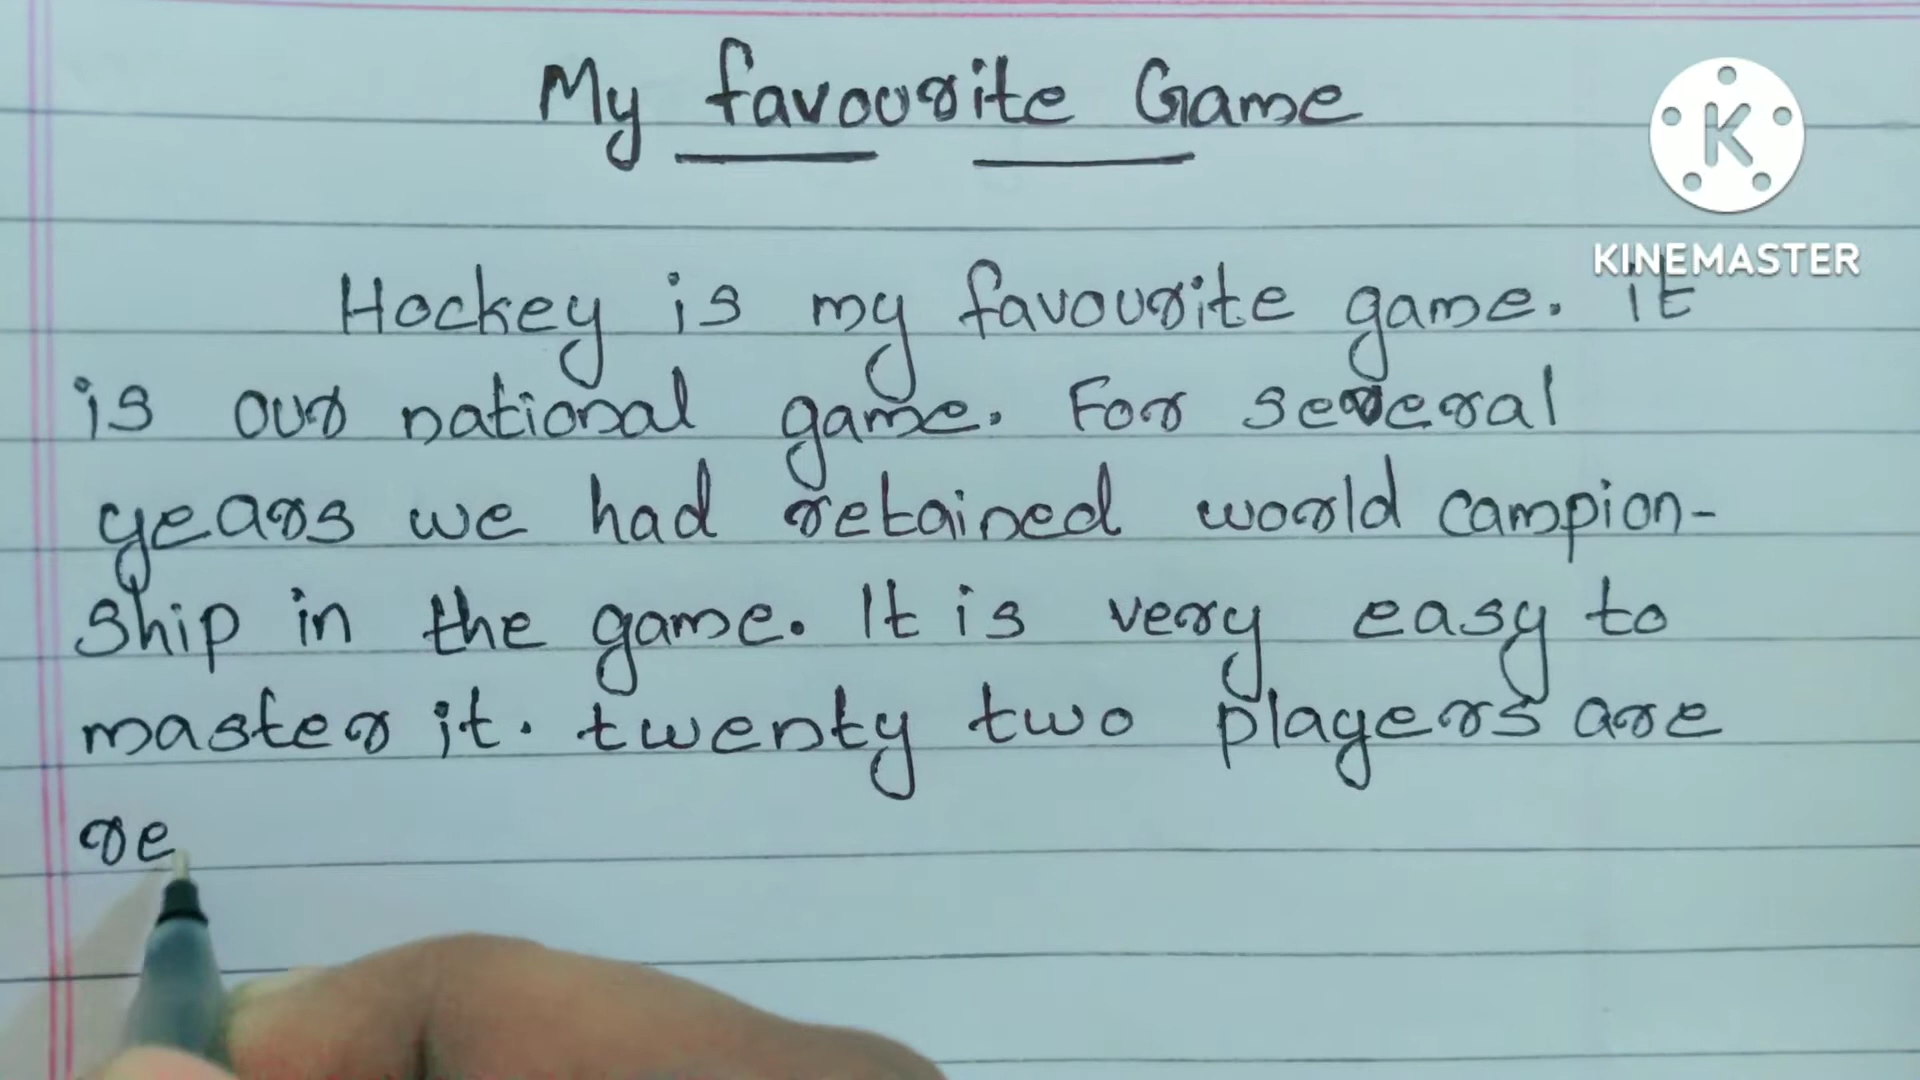 My favourite Game
KINEMASTER
Hockey is my favourite game. it
is our national game. For several
years we had retained world campion-
ship in the game. It is very easy to
master it. twenty two players are
re